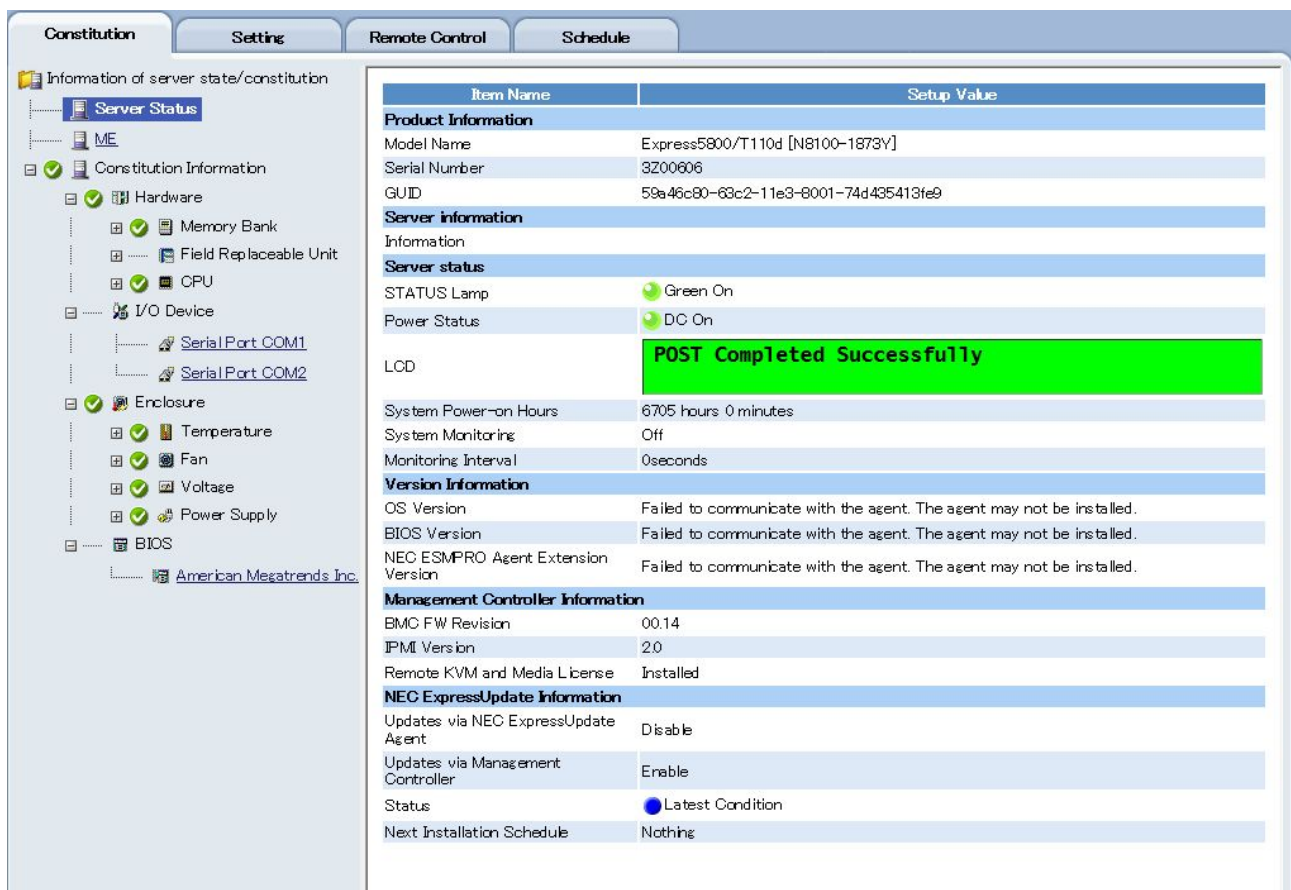 Constitution
Setting
Remote Control
Schedule
Information of server state/constitution
Server Status
ME
Constitution Information
Hardware
Memory Bank
Field Replaceable Unit
CPU
I/O Device
Serial Port COM1
Serial Port COM2
Enclosure
Temperature
Fan
Voltage
Power Supply
BIOS
American Megatrends Inc.
Item Name Setup Value
Product Information
Model Name Express5800/T110d [N8100-1873Y]
Serial Number 3Z00606
GUID 59a46c80-63c2-11e3-8001-74d435413fe9
Server information
Information
Server status
STATUS Lamp Green On
Power Status DC On
LCD POST Completed Successfully
System Power-on Hours 6705 hours 0 minutes
System Monitoring Off
Monitoring Interval 0seconds
Version Information
OS Version Failed to communicate with the agent. The agent may not be installed.
BIOS Version Failed to communicate with the agent. The agent may not be installed.
NEC ESMPRO Agent Extension
Version Failed to communicate with the agent. The agent may not be installed.
Management Controller Information
BMC FW Revision 00.14
IPMI Version 2.0
Remote KVM and Media License Installed
NEC ExpressUpdate Information
Updates via NEC ExpressUpdate
Agent Disable
Updates via Management
Controller Enable
Status Latest Condition
Next Installation Schedule Nothing